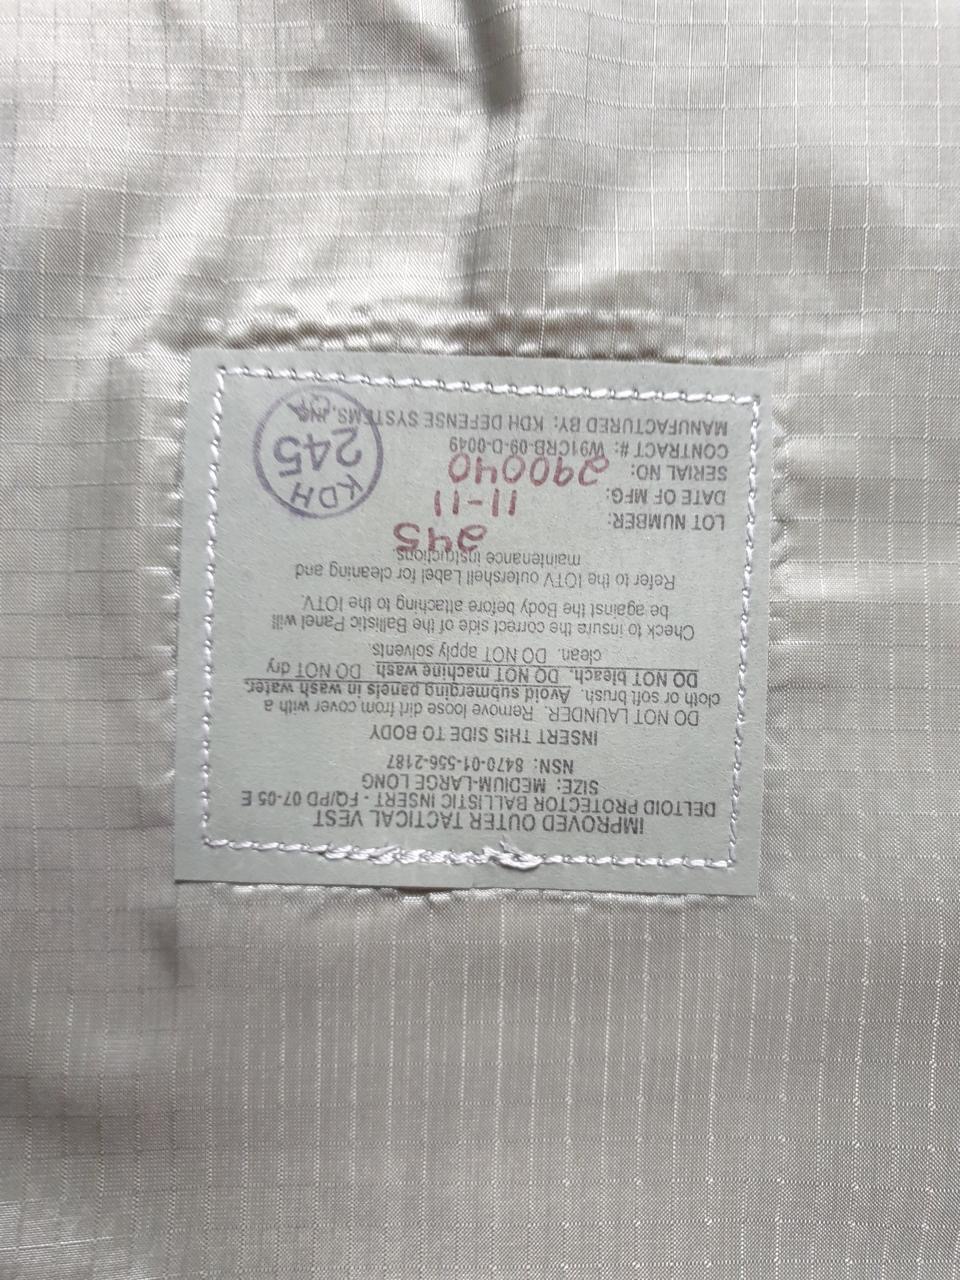 IMPROVED OUTER TACTICAL VEST
DELTOID PROTECTOR BALLISTIC INSERT - FQ/PD 07-05 E
SIZE: MEDIUM-LARGE LONG
NSN: 8470-01-556-2187
INSERT THIS SIDE TO BODY
DO NOT LAUNDER. Remove loose dirt from cover with a
cloth or soft brush. Avoid submerging panels in wash water.
DO NOT bleach. DO NOT machine wash. DO NOT dry
clean. DO NOT apply solvents.
Check to insure the correct side of the Ballistic Panel will
be against the Body before attaching to the IOTV.
Refer to the IOTV outershell Label for cleaning and
maintenance instructions.
LOT NUMBER: 245
DATE OF MFG: 11-11
SERIAL NO: 290040
CONTRACT #: W91CRB-09-D-0049
MANUFACTURED BY: KDH DEFENSE SYSTEMS, INC.
KDH
245